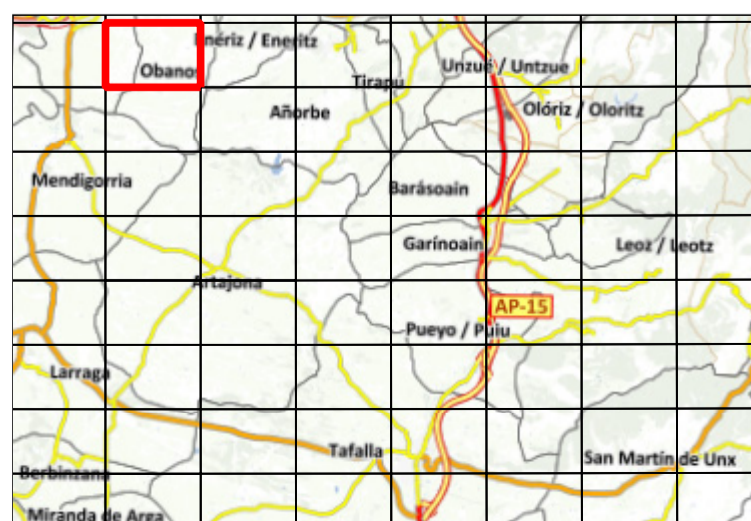 Enériz / Eneritz
Obanos
Tirapu
Unzué / Untzue
Añorbe
Olóriz / Oloritz
Mendigorria
Barásoain
Garínoain
Leoz / Leotz
Artajona
AP-15
Pueyo / Puiu
Larraga
Tafalla
San Martín de Unx
Berbinzana
Miranda de Arga